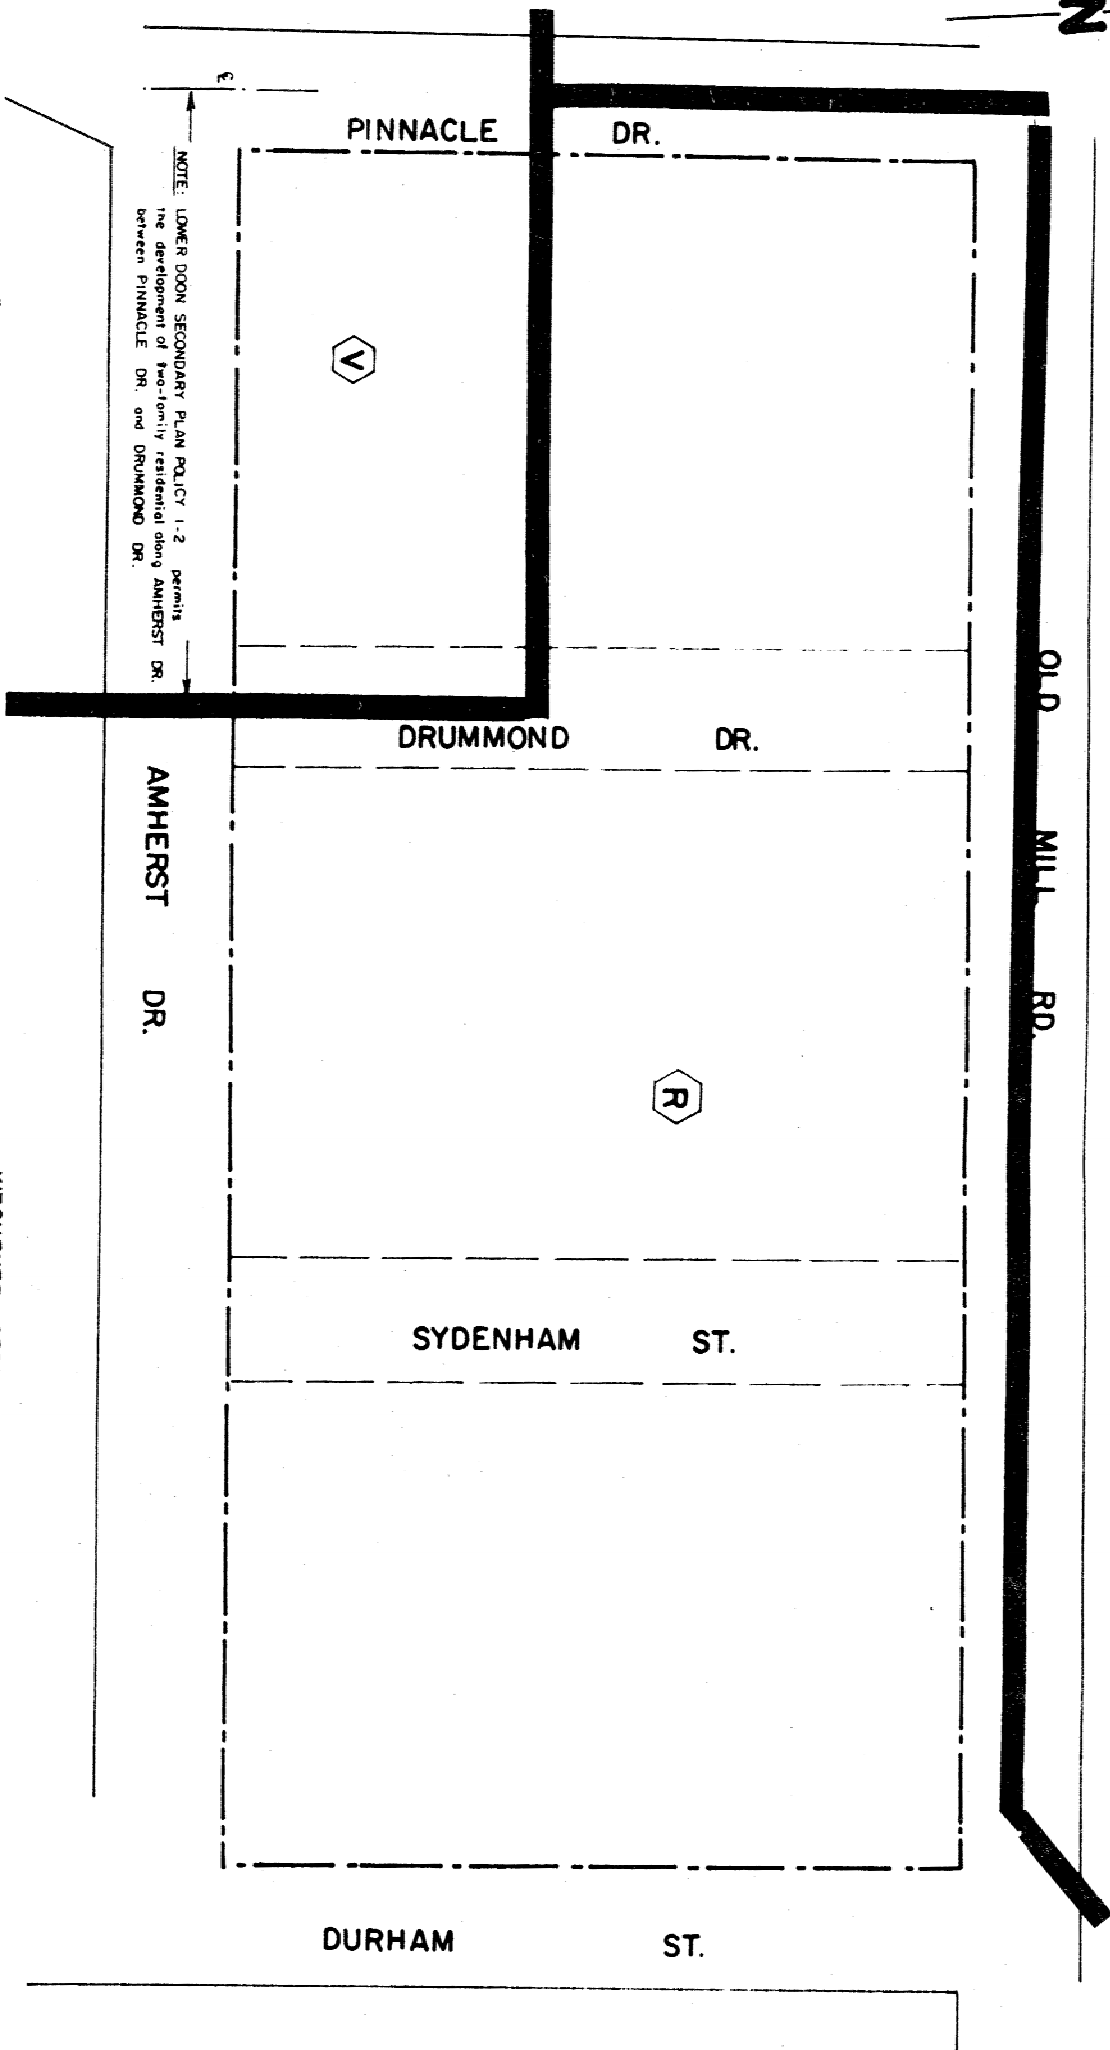 N
PINNACLE DR.
NOTE: LOWER DOON SECONDARY PLAN POLICY 1-2 permits
the development of two-family residential along AMHERST DR.
between PINNACLE DR. and DRUMMOND DR.
V
OLD MILL RD.
DRUMMOND DR.
AMHERST DR.
R
SYDENHAM ST.
DURHAM ST.